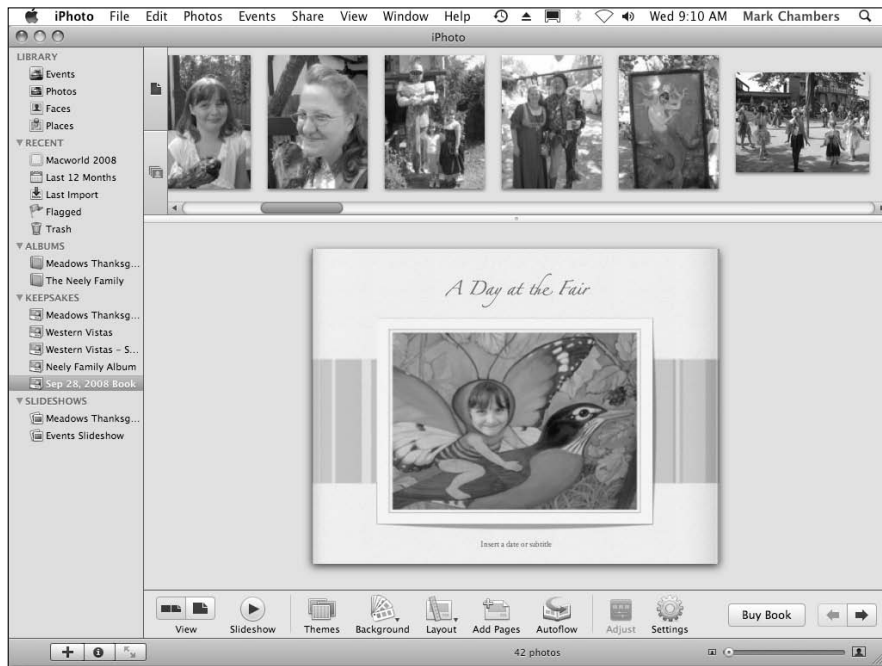 iPhoto File Edit Photos Events Share View Window Help Wed 9:10 AM Mark Chambers
iPhoto
LIBRARY
Events
Photos
Faces
Places
RECENT
Macworld 2008
Last 12 Months
Last Import
Flagged
Trash
ALBUMS
Meadows Thanksg...
The Neely Family
KEEPSAKES
Meadows Thanksg...
Western Vistas
Western Vistas – S...
Neely Family Album
Sep 28, 2008 Book
SLIDESHOWS
Meadows Thanksg...
Events Slideshow
A Day at the Fair
Insert a date or subtitle
View Slideshow Themes Background Layout Add Pages Autoflow Adjust Settings Buy Book
42 photos